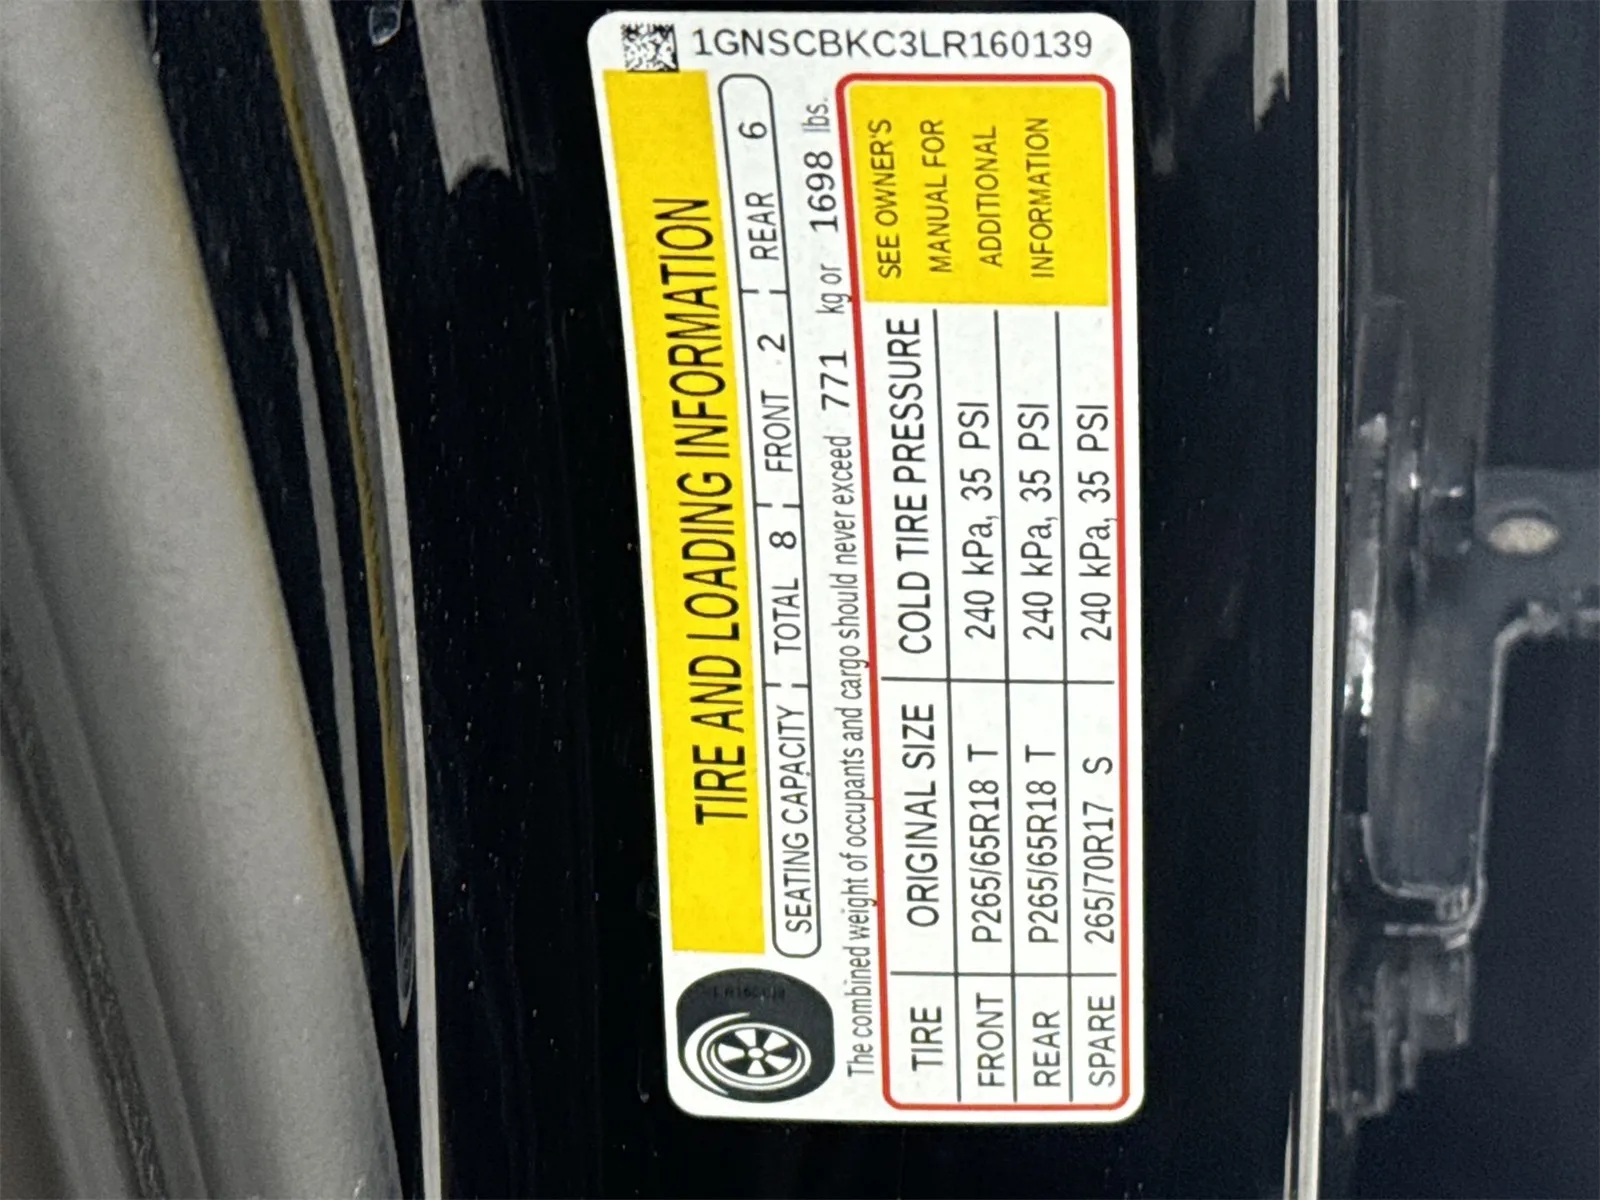 1GNSCBKC3LR160139
TIRE AND LOADING INFORMATION
SEATING CAPACITY TOTAL 8 FRONT 2 REAR 6
The combined weight of occupants and cargo should never exceed 771 kg or 1698 lbs.
TIRE ORIGINAL SIZE COLD TIRE PRESSURE
FRONT P265/65R18 T 240 kPa, 35 PSI
REAR P265/65R18 T 240 kPa, 35 PSI
SPARE 265/70R17 S 240 kPa, 35 PSI
SEE OWNER'S
MANUAL FOR
ADDITIONAL
INFORMATION